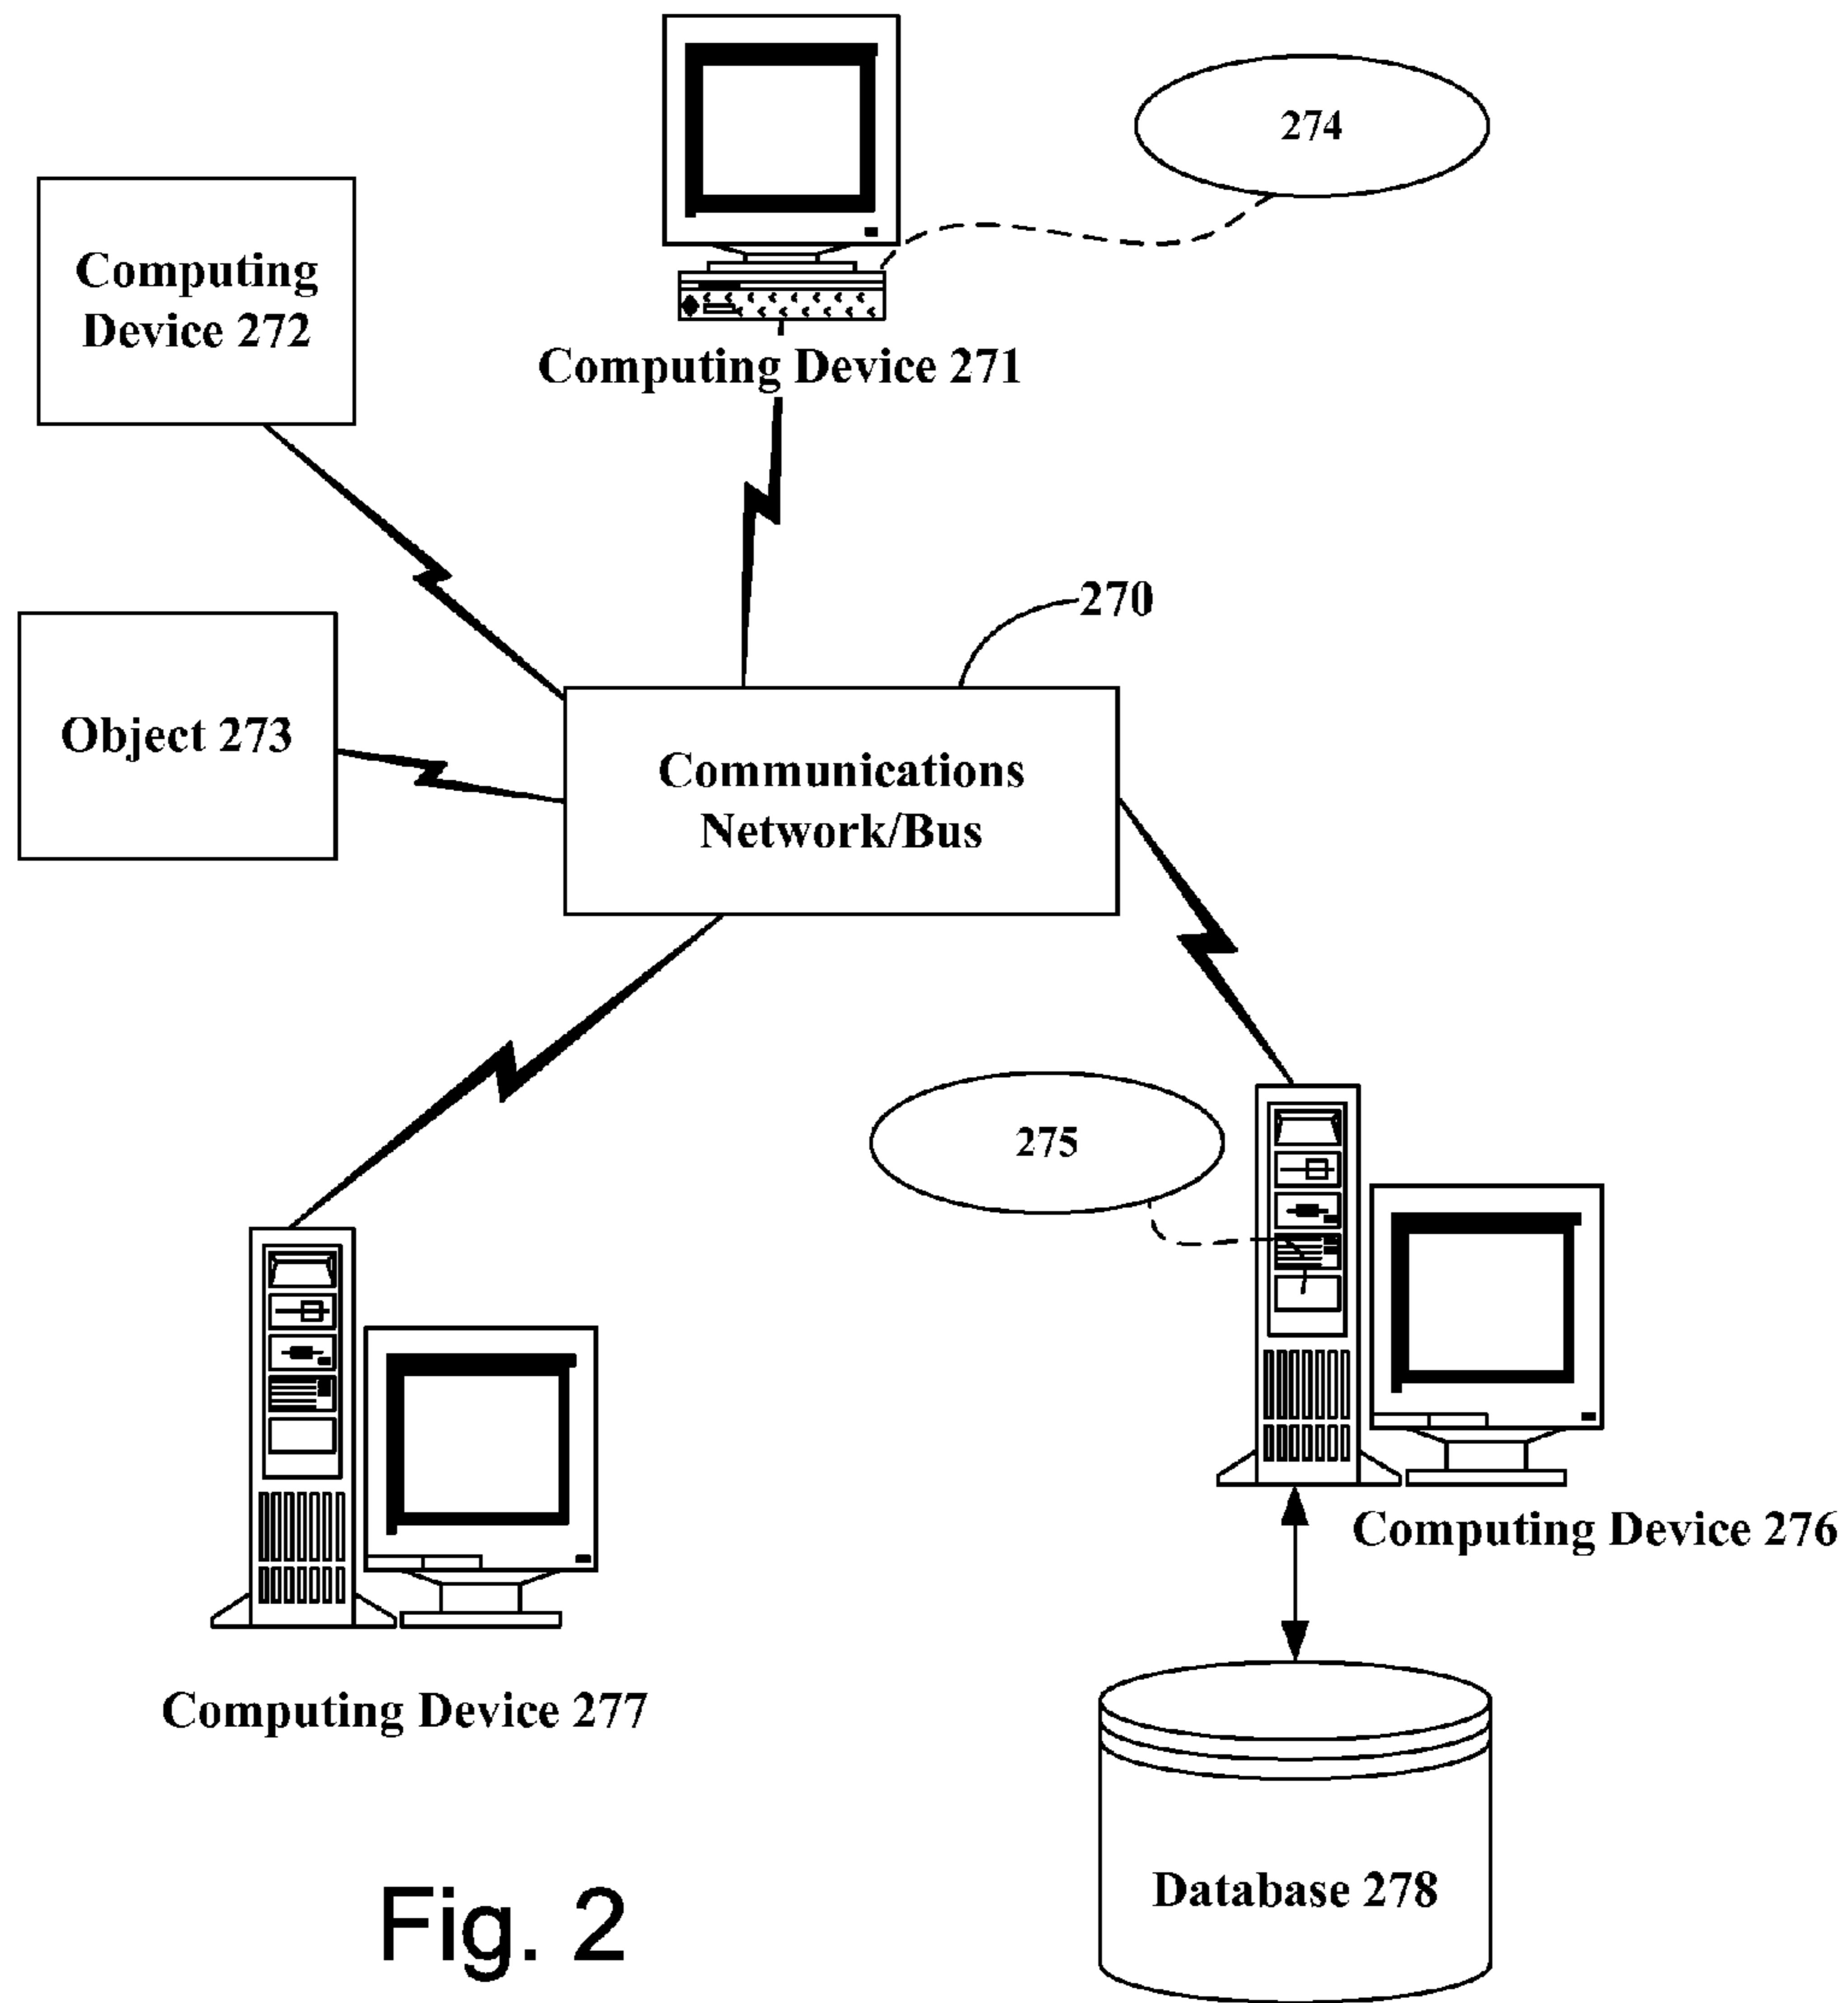 274
Computing
Device 272
Computing Device 271
270
Object 273
Communications
Network/Bus
275
Computing Device 276
Computing Device 277
Database 278
Fig. 2